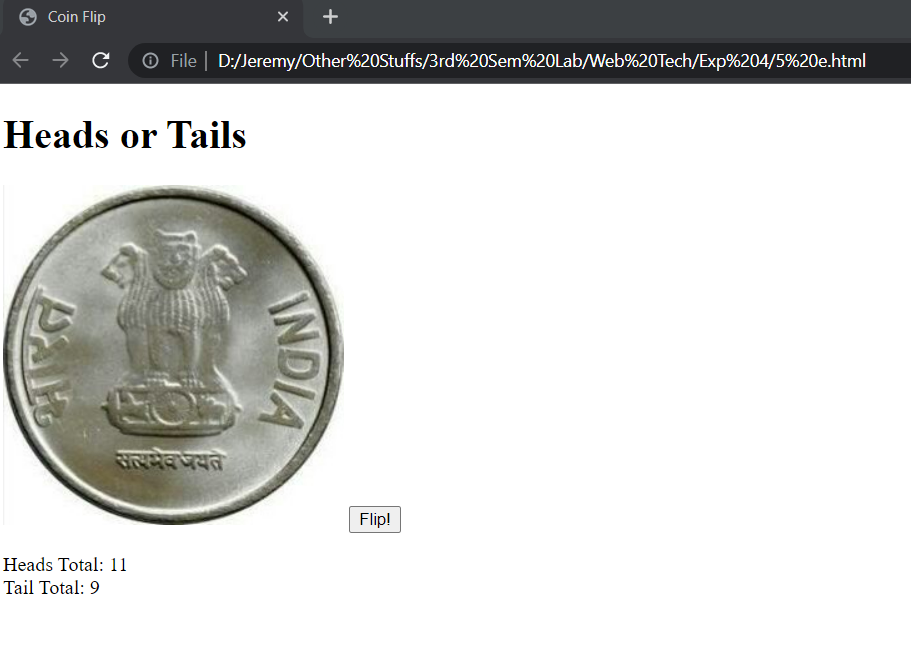 Coin Flip
File D:/Jeremy/Other%20Stuffs/3rd%20Sem%20Lab/Web%20Tech/Exp%204/5%20e.html
Heads or Tails
भारत
INDIA
सत्यमेव जयते
Flip!
Heads Total: 11
Tail Total: 9